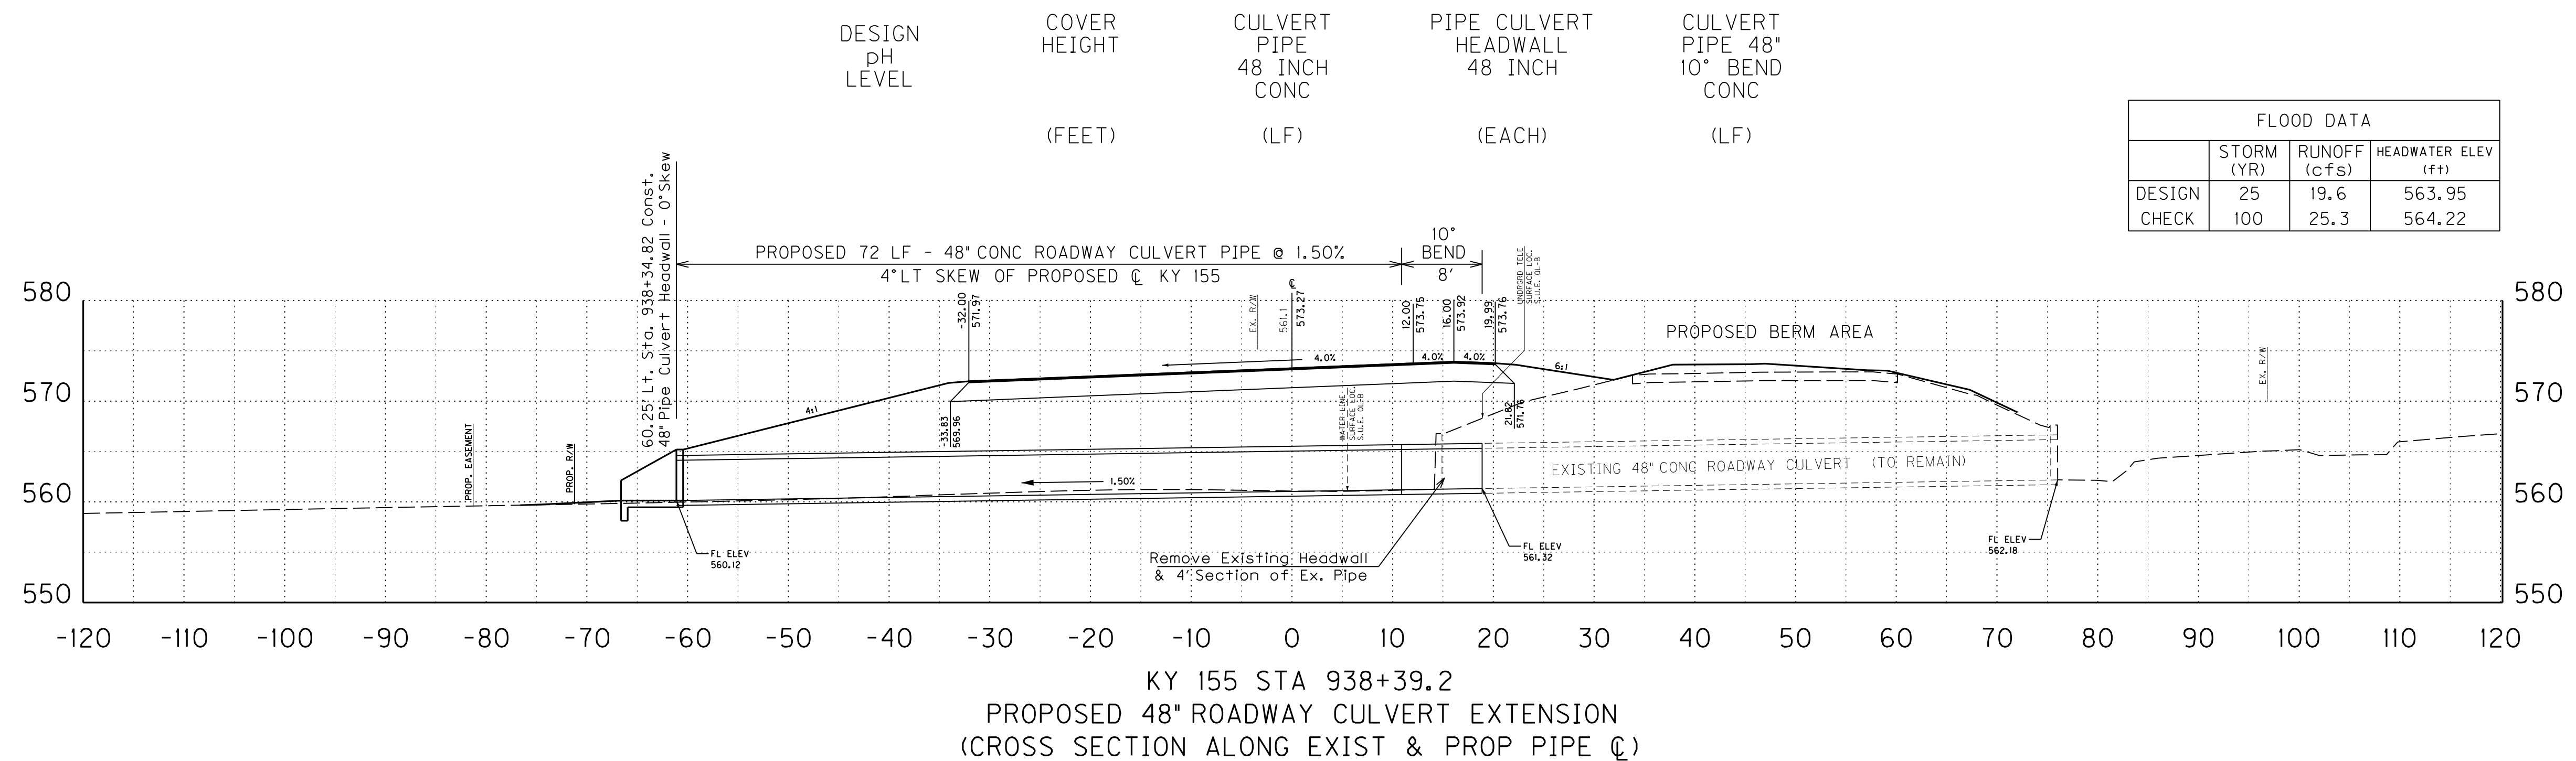 DESIGN
pH
LEVEL
COVER
HEIGHT
(FEET)
CULVERT
PIPE
48 INCH
CONC
(LF)
PIPE CULVERT
HEADWALL
48 INCH
(EACH)
CULVERT
PIPE 48"
10° BEND
CONC
(LF)
FLOOD DATA
STORM (YR) RUNOFF (cfs) HEADWATER ELEV (ft)
DESIGN 25 19.6 563.95
CHECK 100 25.3 564.22
60.25' Lt. Sta. 938+34.82 Const.
48" Pipe Culvert Headwall - 0° Skew
PROPOSED 72 LF - 48" CONC ROADWAY CULVERT PIPE @ 1.50%
4° LT SKEW OF PROPOSED ℄ KY 155
10°
BEND
8'
UNDRGRD TELE
SURFACE LOC.
S.U.E. QL-B
580
580
-32.00
571.97
EX. R/W
561.1
℄
573.27
12.00
573.75
16.00
573.92
19.99
573.76
PROPOSED BERM AREA
EX. R/W
4.0%
4.0%
4.0%
6:1
4:1
570
570
-33.83
569.96
WATER-LINE
SURFACE LOC.
S.U.E. QL-B
21.82
571.76
PROP. EASEMENT
PROP. R/W
EXISTING 48" CONC ROADWAY CULVERT (TO REMAIN)
1.50%
560
560
FL ELEV
560.12
Remove Existing Headwall
& 4' Section of Ex. Pipe
FL ELEV
561.32
FL ELEV
562.18
550
550
-120 -110 -100 -90 -80 -70 -60 -50 -40 -30 -20 -10 0 10 20 30 40 50 60 70 80 90 100 110 120
KY 155 STA 938+39.2
PROPOSED 48" ROADWAY CULVERT EXTENSION
(CROSS SECTION ALONG EXIST & PROP PIPE ℄)